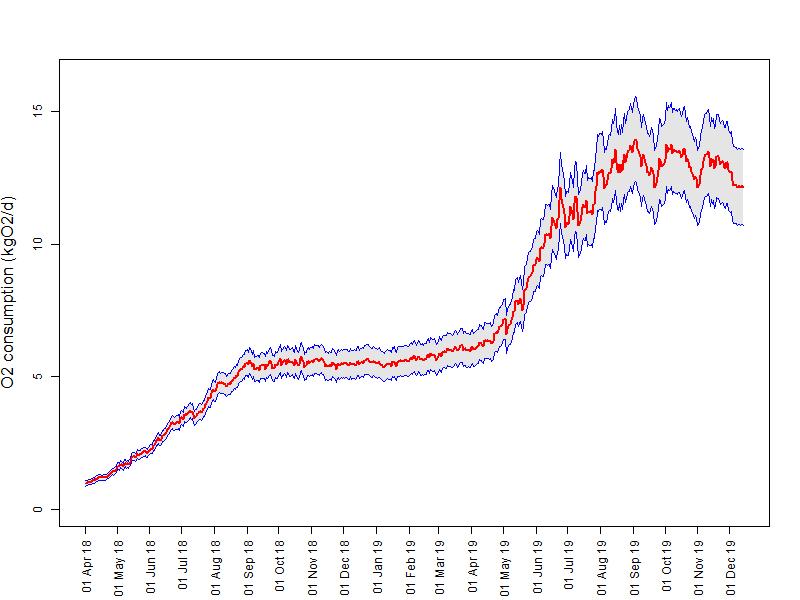 O2 consumption (kgO2/d)
15
10
5
0
01 Apr 18
01 May 18
01 Jun 18
01 Jul 18
01 Aug 18
01 Sep 18
01 Oct 18
01 Nov 18
01 Dec 18
01 Jan 19
01 Feb 19
01 Mar 19
01 Apr 19
01 May 19
01 Jun 19
01 Jul 19
01 Aug 19
01 Sep 19
01 Oct 19
01 Nov 19
01 Dec 19